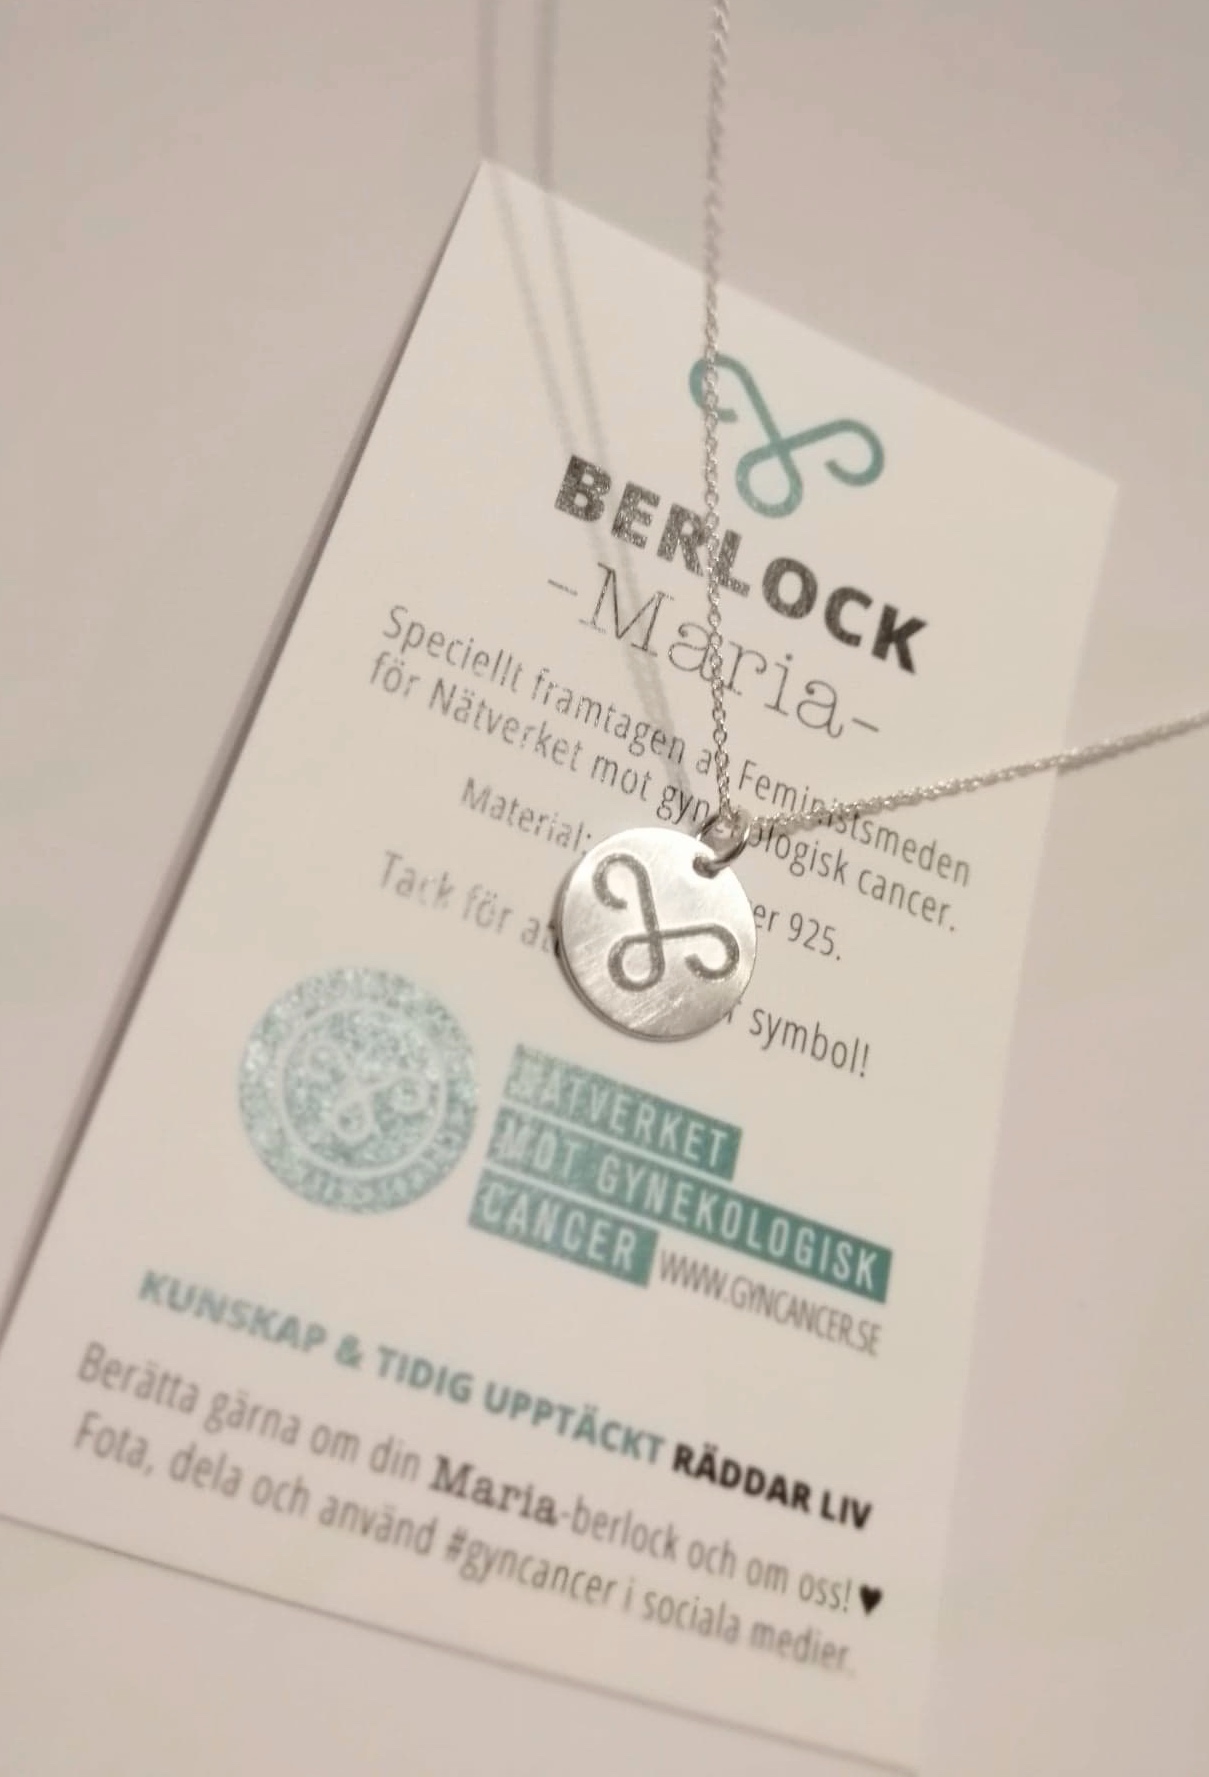 BERLOCK
-Maria-
Speciellt framtagen av Feministsmeden
för Nätverket mot gynekologisk cancer.
Material: er 925.
Tack för at r symbol!
NÄTVERKET
MOT GYNEKOLOGISK
CANCER WWW.GYNCANCER.SE
KUNSKAP & TIDIG UPPTÄCKT RÄDDAR LIV
Berätta gärna om din Maria-berlock och om oss! ♥
Fota, dela och använd #gyncancer i sociala medier.